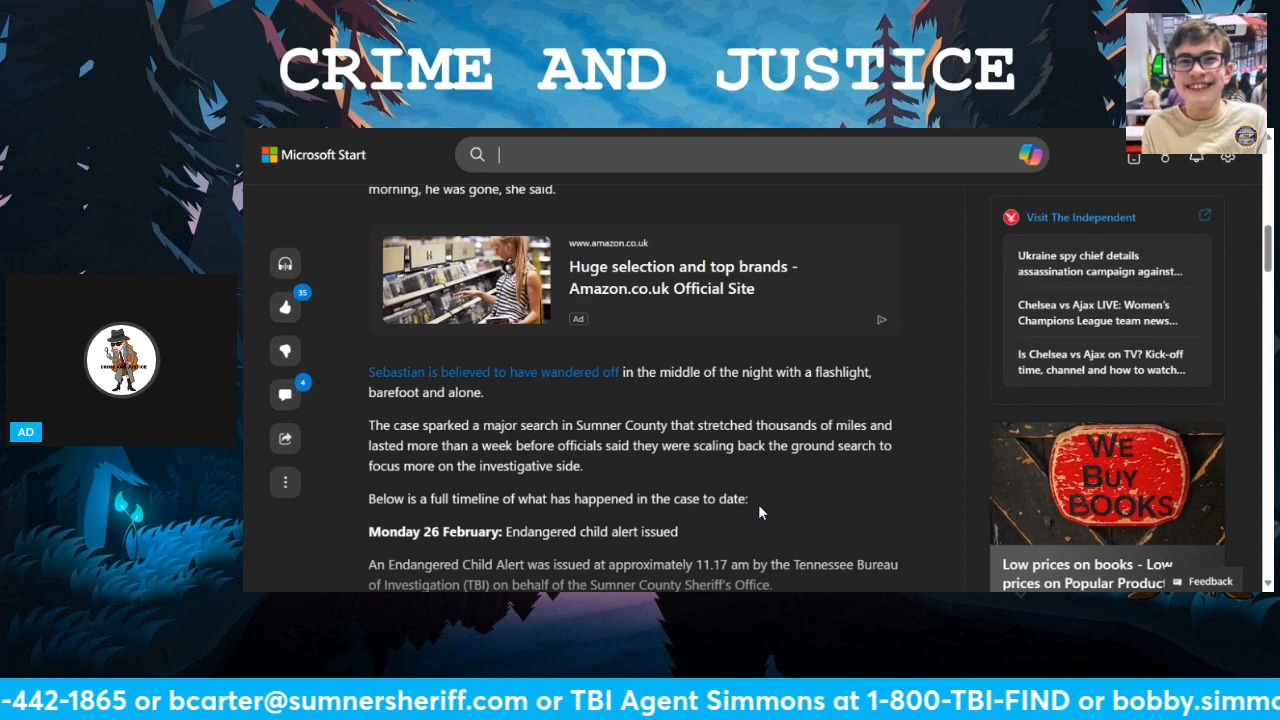 CRIME AND JUSTICE
Microsoft Start
morning, he was gone, she said.
www.amazon.co.uk
Huge selection and top brands -
Amazon.co.uk Official Site
Ad
35
4
Sebastian is believed to have wandered off in the middle of the night with a flashlight,
barefoot and alone.
The case sparked a major search in Sumner County that stretched thousands of miles and
lasted more than a week before officials said they were scaling back the ground search to
focus more on the investigative side.
Below is a full timeline of what has happened in the case to date:
Monday 26 February: Endangered child alert issued
An Endangered Child Alert was issued at approximately 11.17 am by the Tennessee Bureau
of Investigation (TBI) on behalf of the Sumner County Sheriff's Office.
Visit The Independent
Ukraine spy chief details
assassination campaign against...
Chelsea vs Ajax LIVE: Women's
Champions League team news...
Is Chelsea vs Ajax on TV? Kick-off
time, channel and how to watch...
WE
BUY
BOOKS
Low prices on books - Low
prices on Popular Product
Feedback
CRIME AND JUSTICE
AD
-442-1865 or bcarter@sumnersheriff.com or TBI Agent Simmons at 1-800-TBI-FIND or bobby.simmo